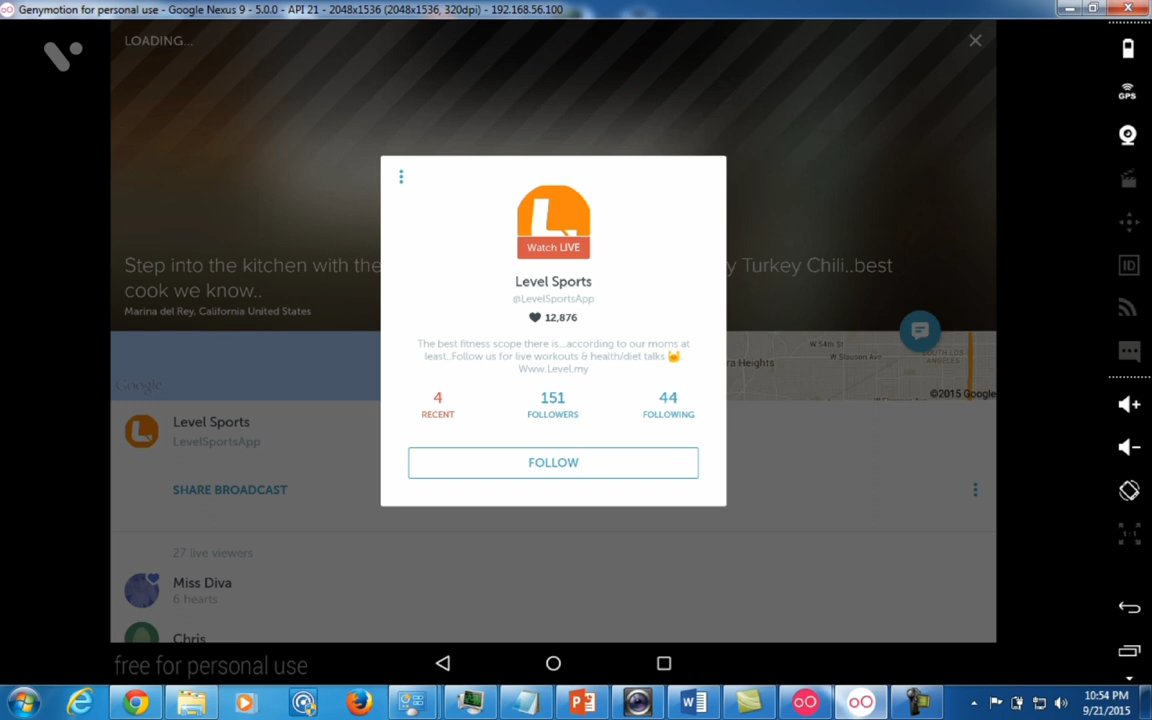 Genymotion for personal use - Google Nexus 9 - 5.0.0 - API 21 - 2048x1536 (2048x1536, 320dpi) - 192.168.56.100
LOADING...
GPS
ID
Step into the kitchen with the
y Turkey Chili..best
cook we know..
Marina del Rey, California United States
Watch LIVE
Level Sports
@LevelSportsApp
12,876
The best fitness scope there is...according to our moms at
least..Follow us for live workouts & health/diet talks 🤘
Www.Level.my
4
RECENT
151
FOLLOWERS
44
FOLLOWING
FOLLOW
W 54th St
W Slauson Ave
SOUTH LOS
ANGELES
ra Heights
Google
©2015 Google
Level Sports
LevelSportsApp
SHARE BROADCAST
27 live viewers
Miss Diva
6 hearts
Chris
1:1
free for personal use
10:54 PM
9/21/2015